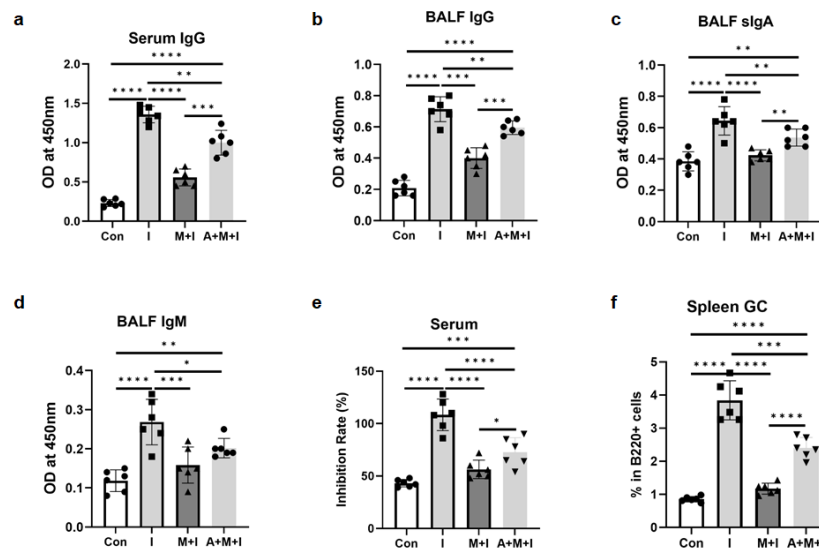 a
Serum IgG
****
**
**** ****
***
OD at 450nm
2.0
1.5
1.0
0.5
0.0
Con I M+I A+M+I
b
BALF IgG
****
**
**** ***
***
OD at 450nm
1.0
0.8
0.6
0.4
0.2
0.0
Con I M+I A+M+I
c
BALF sIgA
**
**
**** ****
**
OD at 450nm
1.0
0.8
0.6
0.4
0.2
0.0
Con I M+I A+M+I
d
BALF IgM
**
*
**** ***
OD at 450nm
0.4
0.3
0.2
0.1
0.0
Con I M+I A+M+I
e
Serum
***
****
**** ****
*
Inhibition Rate (%)
150
100
50
0
Con I M+I A+M+I
f
Spleen GC
****
***
**** ****
****
% in B220+ cells
5
4
3
2
1
0
Con I M+I A+M+I